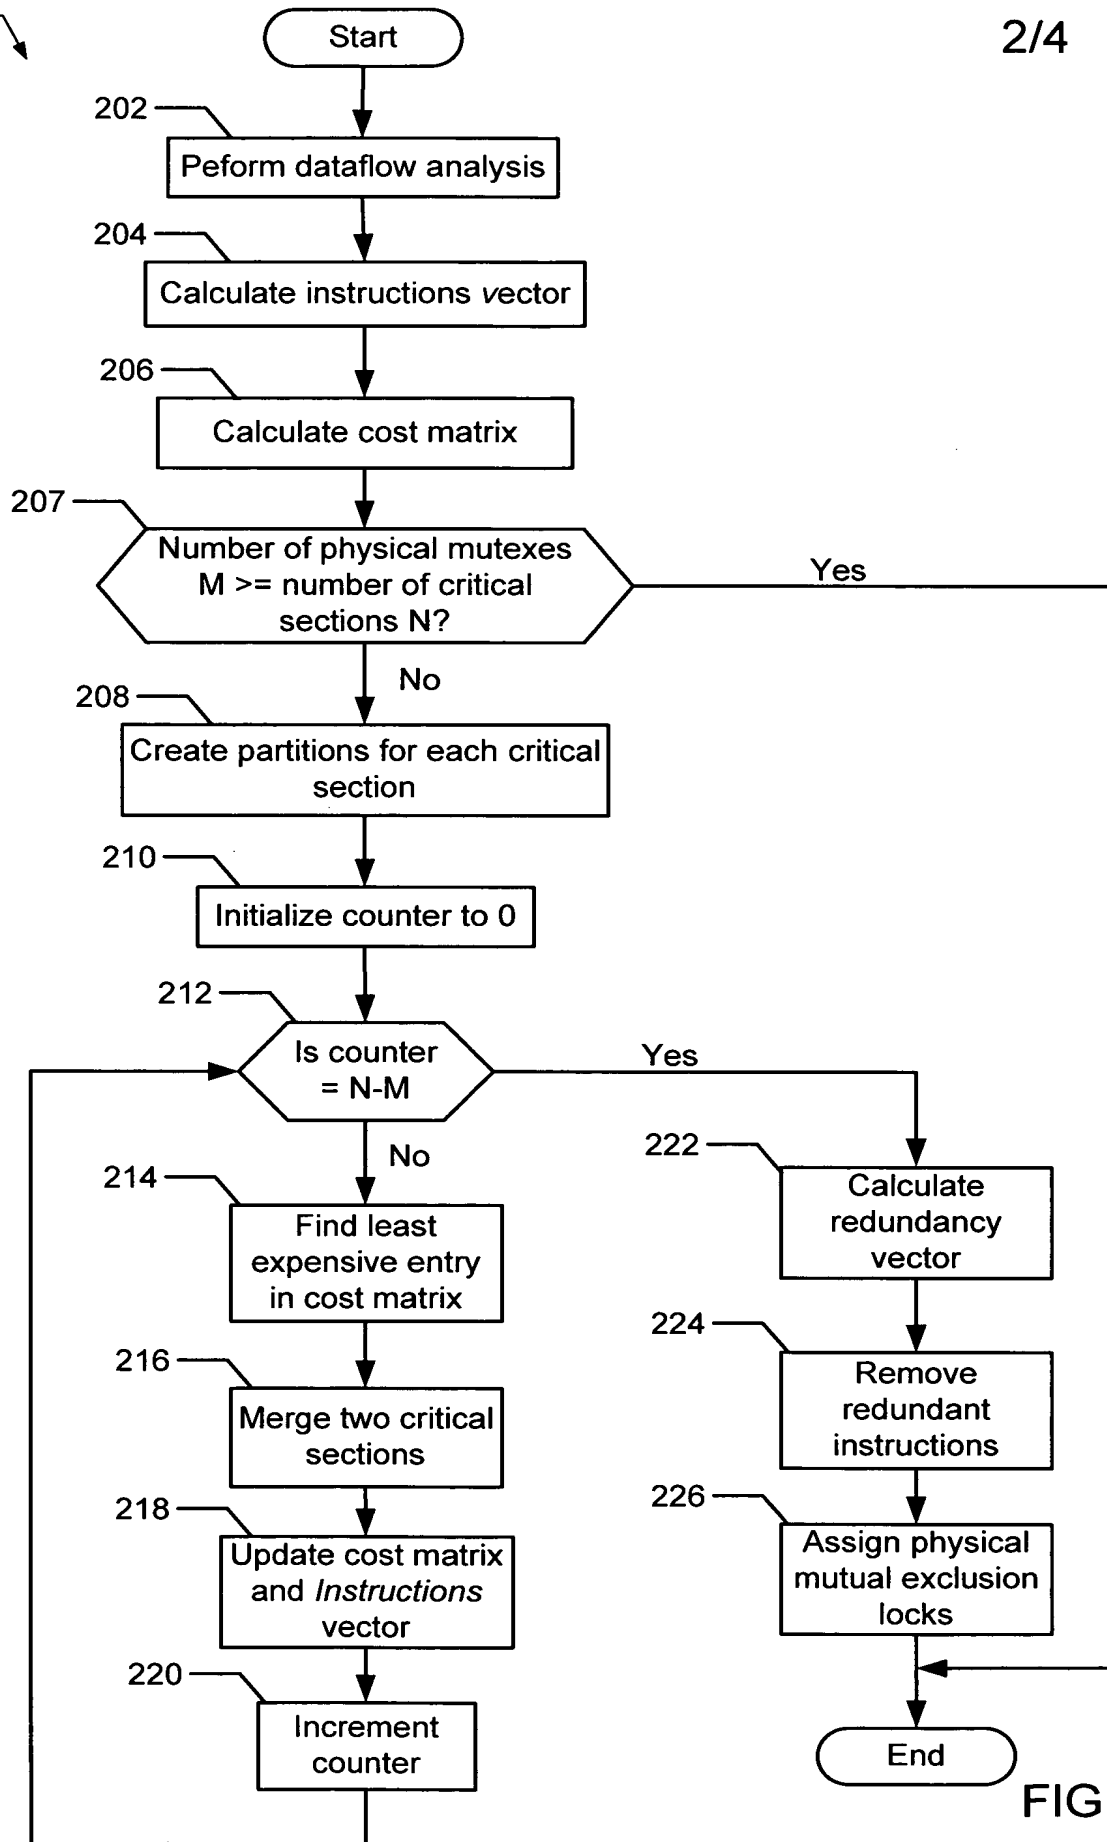 2/4
Start
202
Peform dataflow analysis
204
Calculate instructions vector
206
Calculate cost matrix
207
Number of physical mutexes
M >= number of critical
sections N?
Yes
No
208
Create partitions for each critical
section
210
Initialize counter to 0
212
Is counter
= N-M
Yes
No
214
Find least
expensive entry
in cost matrix
216
Merge two critical
sections
218
Update cost matrix
and Instructions
vector
220
Increment
counter
222
Calculate
redundancy
vector
224
Remove
redundant
instructions
226
Assign physical
mutual exclusion
locks
End
FIG